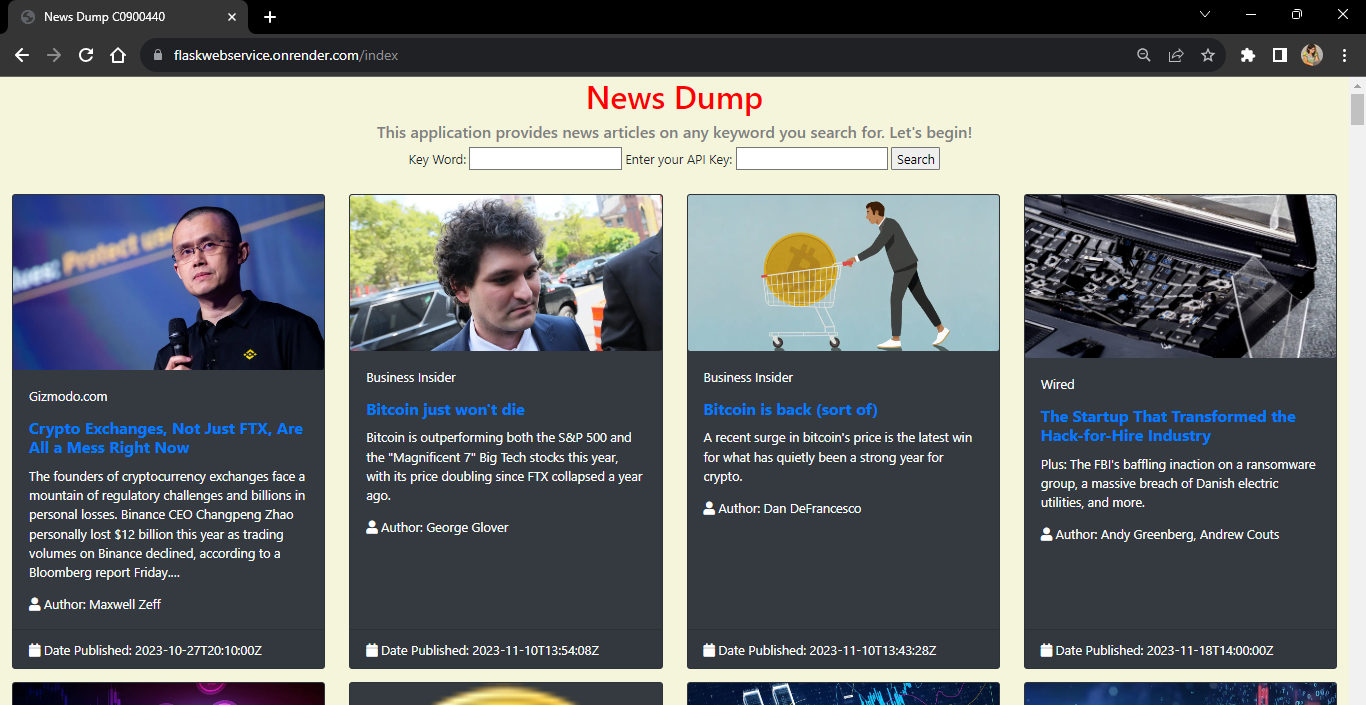 News Dump C0900440
flaskwebservice.onrender.com/index
News Dump
This application provides news articles on any keyword you search for. Let's begin!
Key Word: Enter your API Key: Search
Protect use
Gizmodo.com
Crypto Exchanges, Not Just FTX, Are
All a Mess Right Now
The founders of cryptocurrency exchanges face a
mountain of regulatory challenges and billions in
personal losses. Binance CEO Changpeng Zhao
personally lost $12 billion this year as trading
volumes on Binance declined, according to a
Bloomberg report Friday....
Author: Maxwell Zeff
Date Published: 2023-10-27T20:10:00Z
Business Insider
Bitcoin just won't die
Bitcoin is outperforming both the S&P 500 and
the "Magnificent 7" Big Tech stocks this year,
with its price doubling since FTX collapsed a year
ago.
Author: George Glover
Date Published: 2023-11-10T13:54:08Z
Business Insider
Bitcoin is back (sort of)
A recent surge in bitcoin's price is the latest win
for what has quietly been a strong year for
crypto.
Author: Dan DeFrancesco
Date Published: 2023-11-10T13:43:28Z
Wired
The Startup That Transformed the
Hack-for-Hire Industry
Plus: The FBI's baffling inaction on a ransomware
group, a massive breach of Danish electric
utilities, and more.
Author: Andy Greenberg, Andrew Couts
Date Published: 2023-11-18T14:00:00Z